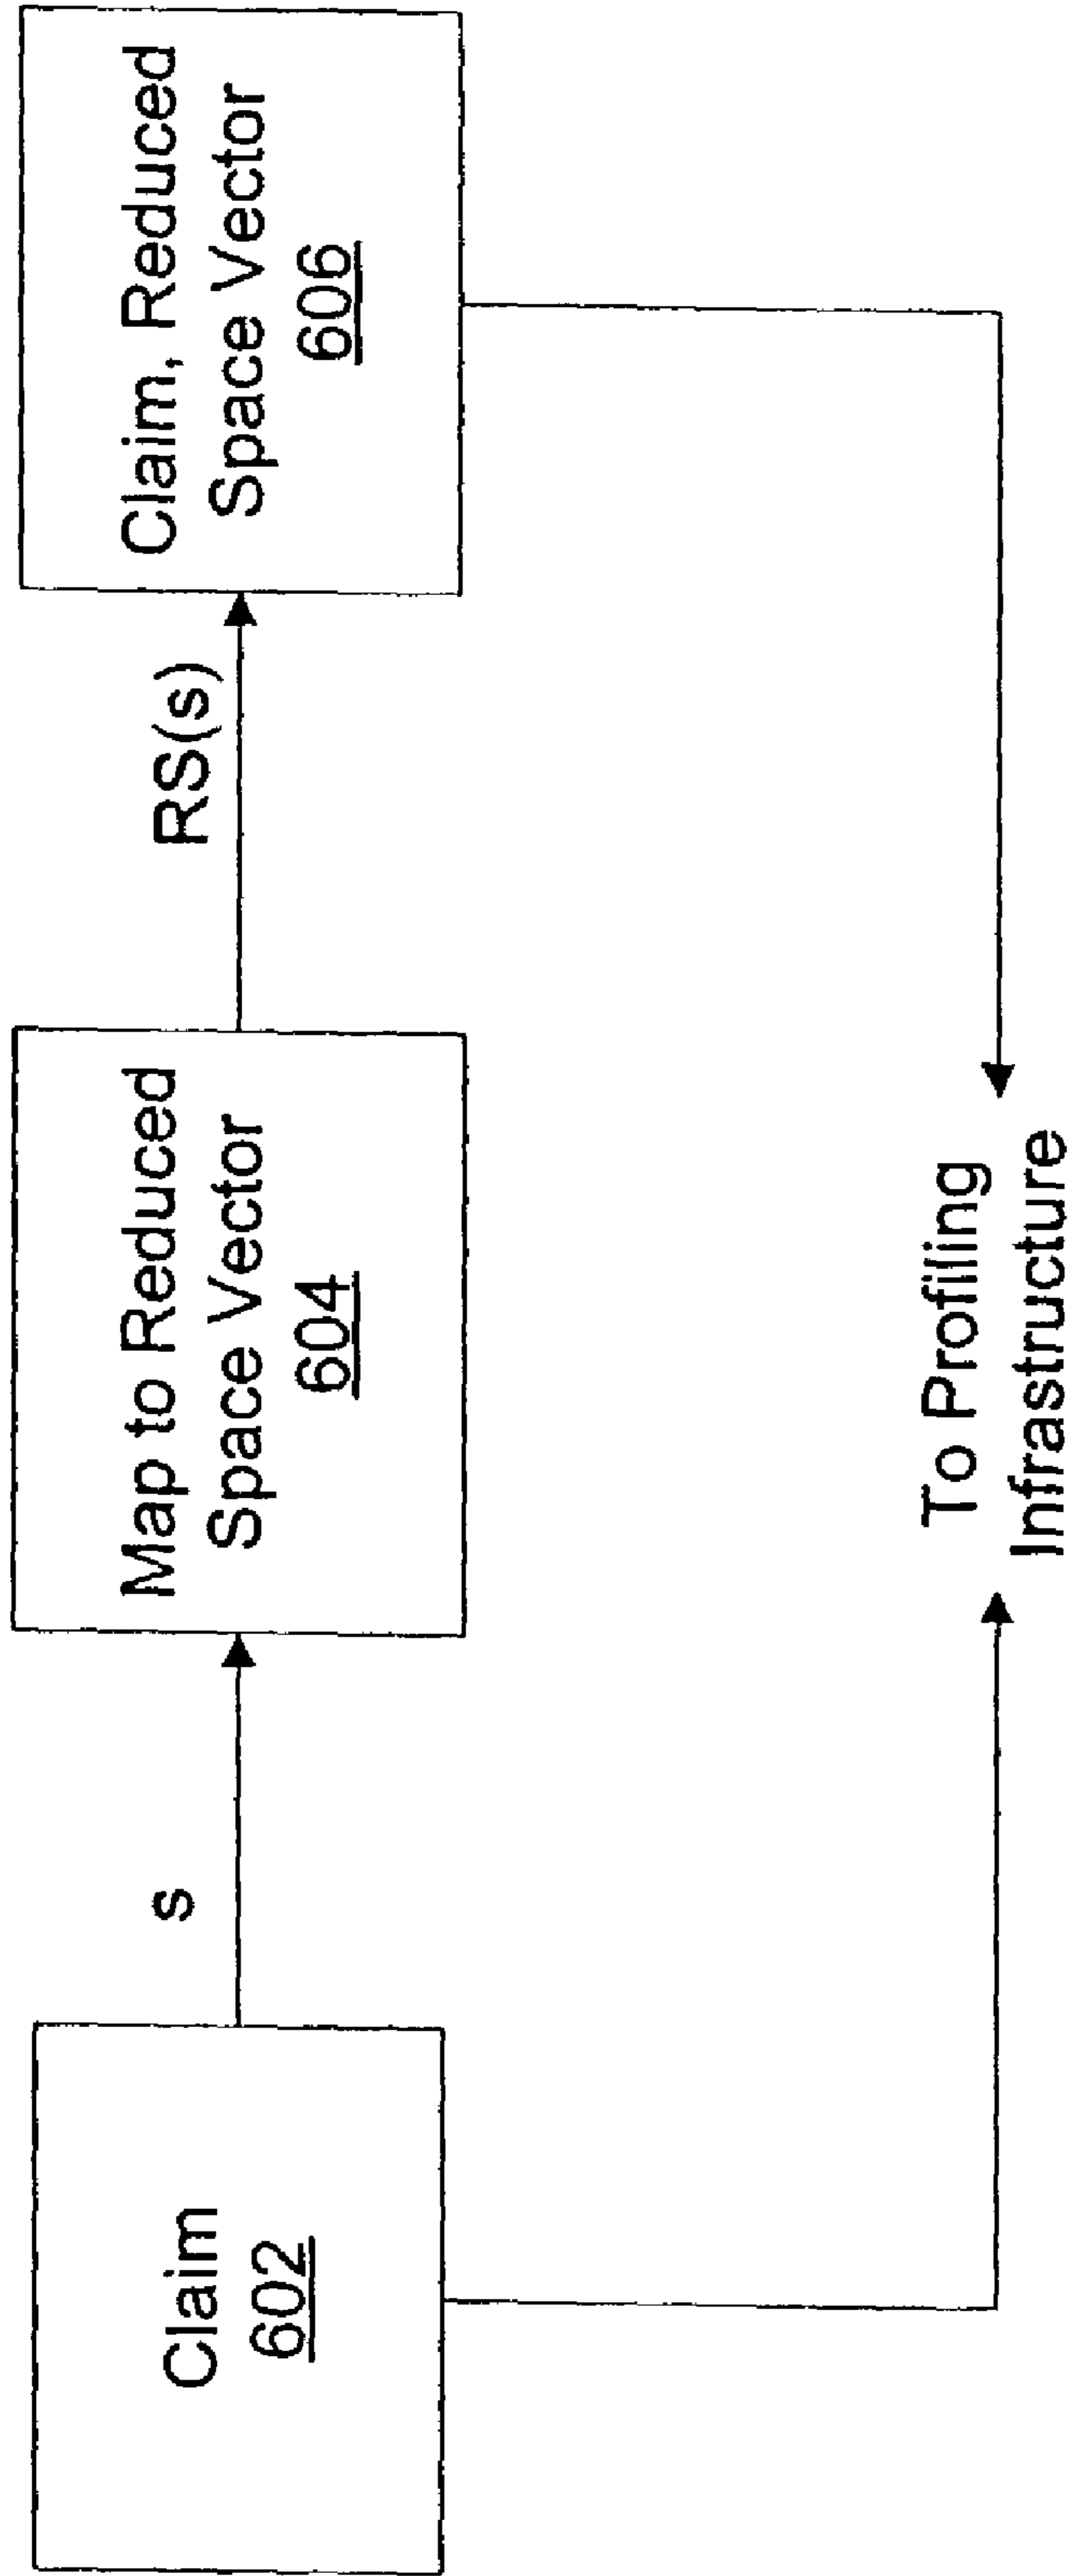 Claim
602
s
Map to Reduced
Space Vector
604
RS(s)
Claim, Reduced
Space Vector
606
To Profiling
Infrastructure